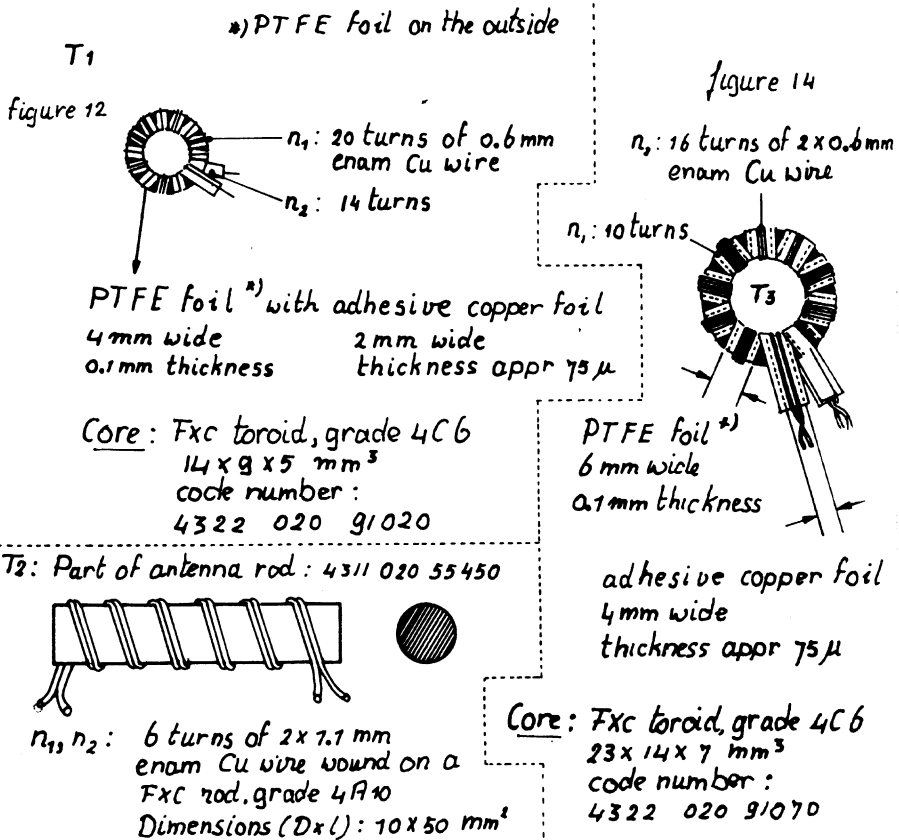 *) PTFE foil on the outside
T1
figure 12
n1: 20 turns of 0.6mm
enam Cu wire
n2: 14 turns
PTFE foil *) with adhesive copper foil
4mm wide
2mm wide
0.1mm thickness
thickness appr 75 μ
Core: FXC toroid, grade 4C6
14 x 9 x 5 mm³
code number:
4322 020 91020
T2: Part of antenna rod: 4311 020 55450
n1, n2: 6 turns of 2 x 1.1 mm
enam Cu wire wound on a
FXC rod, grade 4A10
Dimensions (D x l): 10 x 50 mm²
figure 14
n2: 16 turns of 2 x 0.6mm
enam Cu wire
n1: 10 turns
T3
PTFE foil *)
6 mm wide
0.1mm thickness
adhesive copper foil
4mm wide
thickness appr 75 μ
Core: FXC toroid, grade 4C6
23 x 14 x 7 mm³
code number:
4322 020 91070